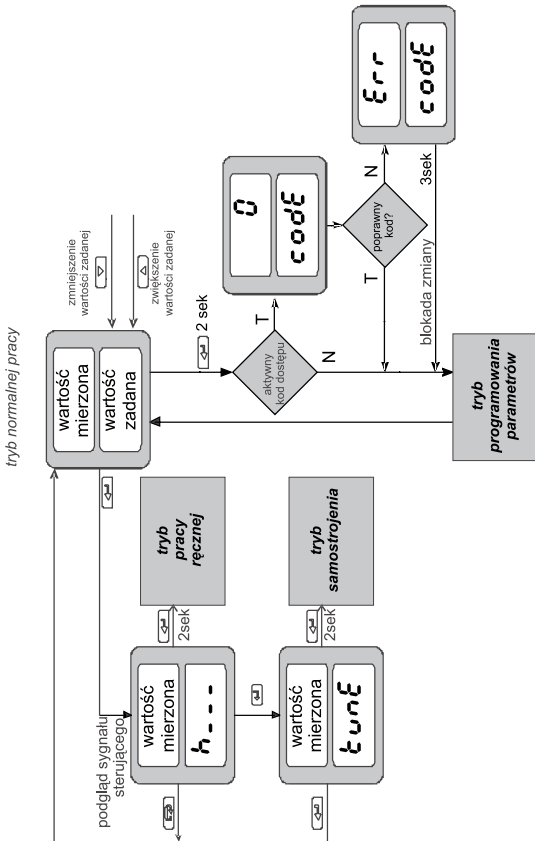 tryb normalnej pracy
wartość
mierzona
wartość
zadana
zmniejszenie
wartości zadanej
zwiększenie
wartości zadanej
2 sek
aktywny
kod dostępu
T
N
0
codE
poprawny
kod?
T
N
Err
codE
3sek
blokada zmiany
tryb
programowania
parametrów
podgląd sygnału
sterującego
wartość
mierzona
h---
2sek
tryb
pracy
ręcznej
wartość
mierzona
tunE
2sek
tryb
samostrojenia